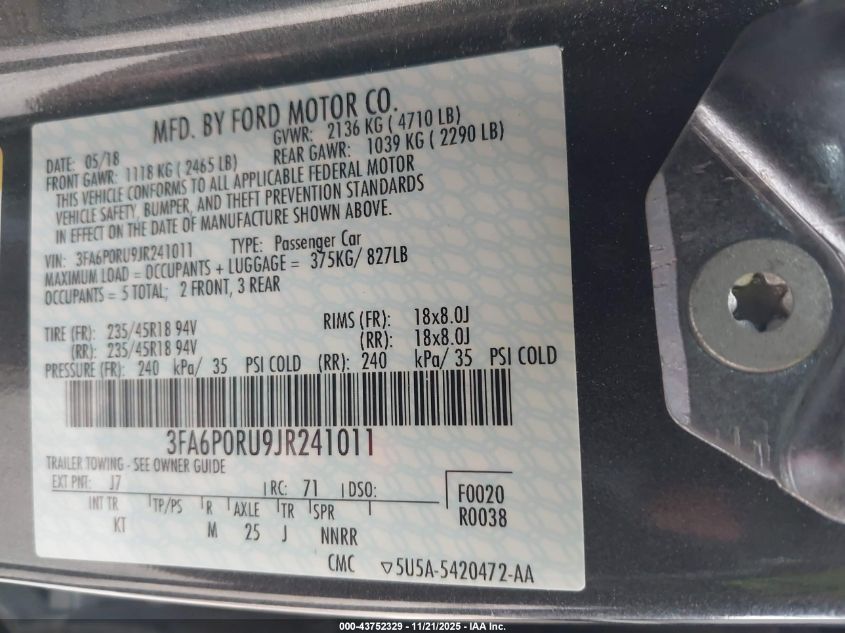 MFD. BY FORD MOTOR CO.
DATE: 05/18 GVWR: 2136 KG ( 4710 LB)
FRONT GAWR: 1118 KG ( 2465 LB) REAR GAWR: 1039 KG ( 2290 LB)
THIS VEHICLE CONFORMS TO ALL APPLICABLE FEDERAL MOTOR
VEHICLE SAFETY, BUMPER, AND THEFT PREVENTION STANDARDS
IN EFFECT ON THE DATE OF MANUFACTURE SHOWN ABOVE.
VIN: 3FA6P0RU9JR241011 TYPE: Passenger Car
MAXIMUM LOAD = OCCUPANTS + LUGGAGE = 375KG/ 827LB
OCCUPANTS = 5 TOTAL; 2 FRONT, 3 REAR
TIRE (FR): 235/45R18 94V RIMS (FR): 18x8.0J
(RR): 235/45R18 94V (RR): 18x8.0J
PRESSURE (FR): 240 kPa/ 35 PSI COLD (RR): 240 kPa/ 35 PSI COLD
3FA6P0RU9JR241011
TRAILER TOWING - SEE OWNER GUIDE
EXT PNT: J7 RC: 71 DSO: F0020
INT TR TP/PS R AXLE TR SPR R0038
KT M 25 J NNRR
CMC ▽5U5A-5420472-AA
000-43752329 - 11/21/2025 - IAA Inc.